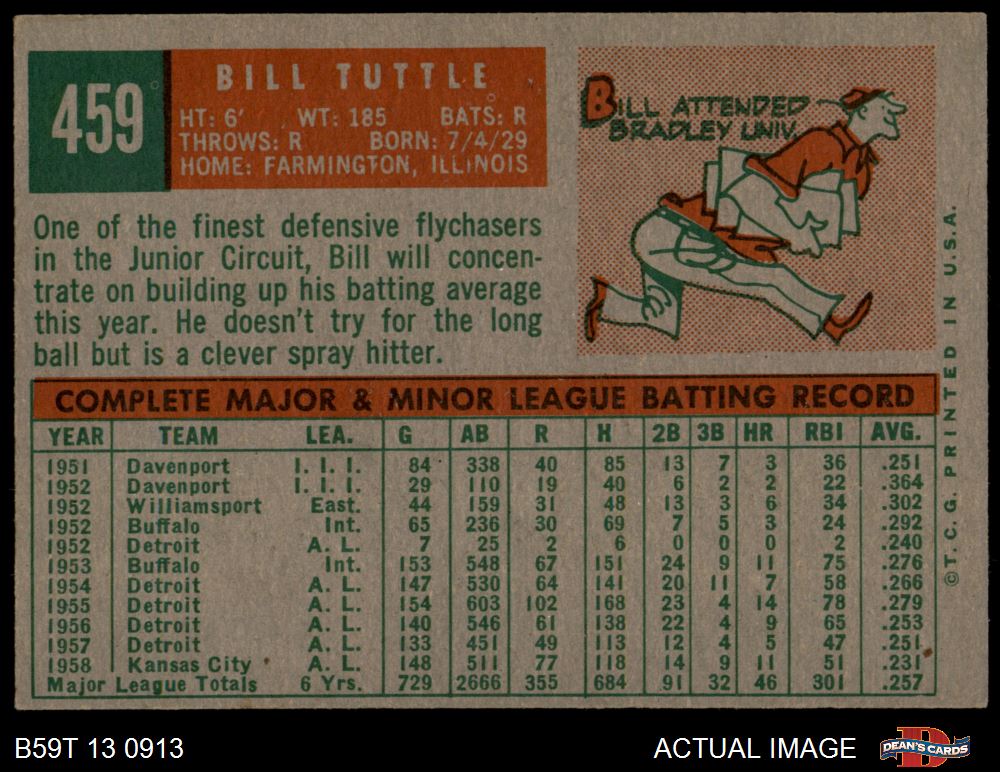 459
BILL TUTTLE
HT: 6' WT: 185 BATS: R
THROWS: R BORN: 7/4/29
HOME: FARMINGTON, ILLINOIS
BILL ATTENDED
BRADLEY UNIV.
One of the finest defensive flychasers
in the Junior Circuit, Bill will concen-
trate on building up his batting average
this year. He doesn't try for the long
ball but is a clever spray hitter.
COMPLETE MAJOR & MINOR LEAGUE BATTING RECORD
YEAR TEAM LEA. G AB R H 2B 3B HR RBI AVG.
1951 Davenport I. I. I. 84 338 40 85 13 7 3 36 .251
1952 Davenport I. I. I. 29 110 19 40 6 2 2 22 .364
1952 Williamsport East. 44 159 31 48 13 3 6 34 .302
1952 Buffalo Int. 65 236 30 69 7 5 3 24 .292
1952 Detroit A. L. 7 25 2 6 0 0 0 2 .240
1953 Buffalo Int. 153 548 67 151 24 9 11 75 .276
1954 Detroit A. L. 147 530 64 141 20 11 7 58 .266
1955 Detroit A. L. 154 603 102 168 23 4 14 78 .279
1956 Detroit A. L. 140 546 61 138 22 4 9 65 .253
1957 Detroit A. L. 133 451 49 113 12 4 5 47 .251
1958 Kansas City A. L. 148 511 77 118 14 9 11 51 .231
Major League Totals 6 Yrs. 729 2666 355 684 91 32 46 301 .257
©T. C. G. PRINTED IN U.S.A.
B59T 13 0913
ACTUAL IMAGE
D
DEAN'S CARDS